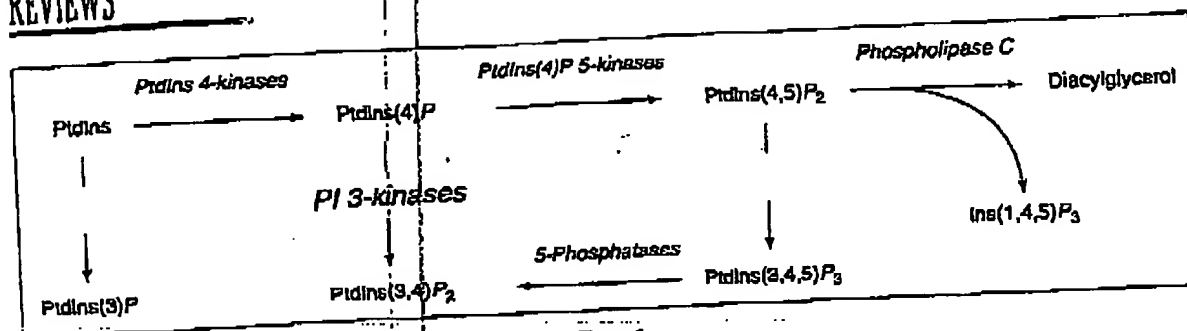 REVIEWS
Phospholipase C
PtdIns 4-kinases
PtdIns(4)P 5-kinases
PtdIns
PtdIns(4)P
PtdIns(4,5)P₂
Diacylglycerol
PI 3-kinases
Ins(1,4,5)P₃
5-Phosphatases
PtdIns(3)P
PtdIns(3,4)P₂
PtdIns(3,4,5)P₃